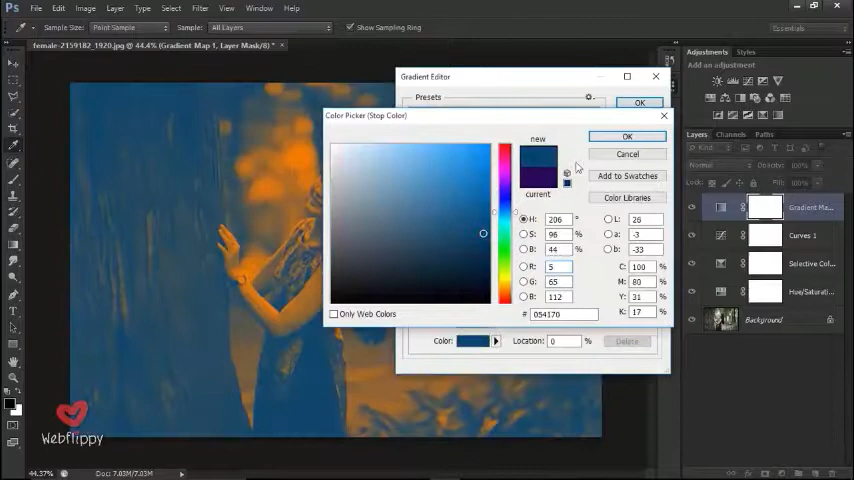 Ps File Edit Image Layer Type Select Filter View Window Help
Sample Size: Point Sample Sample: All Layers Show Sampling Ring Essentials
female-2159182_1920.jpg @ 44.4% (Gradient Map 1, Layer Mask/8) * ×
Gradient Editor
Presets
OK
Color Picker (Stop Color)
new
current
OK
Cancel
Add to Swatches
Color Libraries
H: 206 °
S: 96 %
B: 44 %
R: 5
G: 65
B: 112
L: 26
a: -3
b: -33
C: 100 %
M: 80 %
Y: 31 %
K: 17 %
# 054170
Only Web Colors
Color: Location: 0 % Delete
Adjustments Styles
Add an adjustment
Layers Channels Paths
Kind
Normal Opacity: 100%
Lock: Fill: 100%
Gradient Ma...
Curves 1
Selective Col...
Hue/Saturati...
Background
Webflippy
44.37% Doc: 7.03M/7.03M